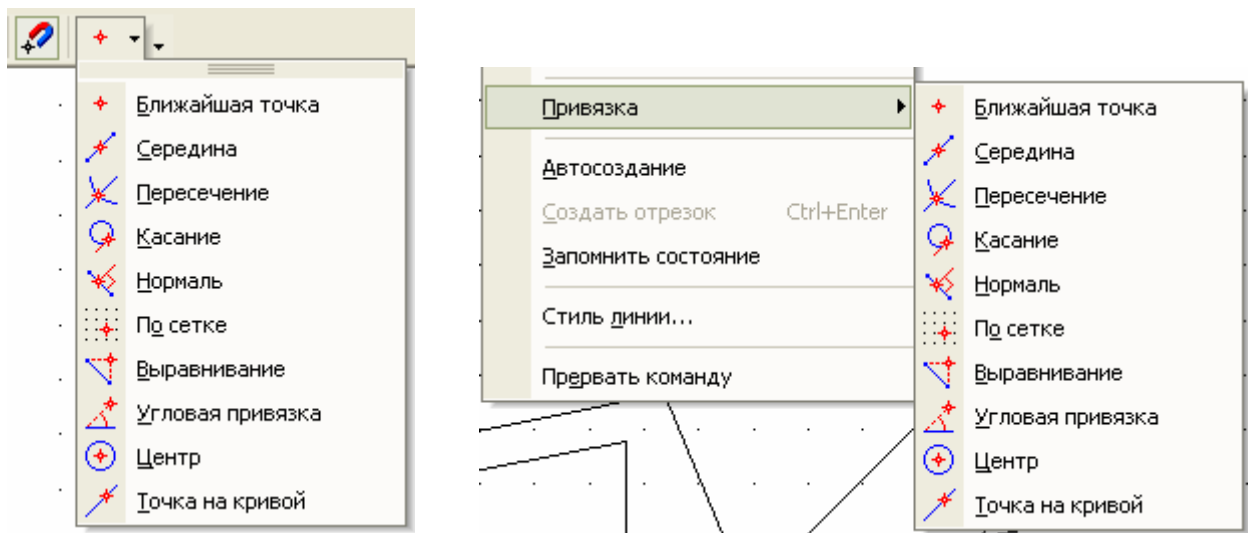 Ближайшая точка
Середина
Пересечение
Касание
Нормаль
По сетке
Выравнивание
Угловая привязка
Центр
Точка на кривой
Привязка
Автосоздание
Создать отрезок Ctrl+Enter
Запомнить состояние
Стиль линии...
Прервать команду
Ближайшая точка
Середина
Пересечение
Касание
Нормаль
По сетке
Выравнивание
Угловая привязка
Центр
Точка на кривой